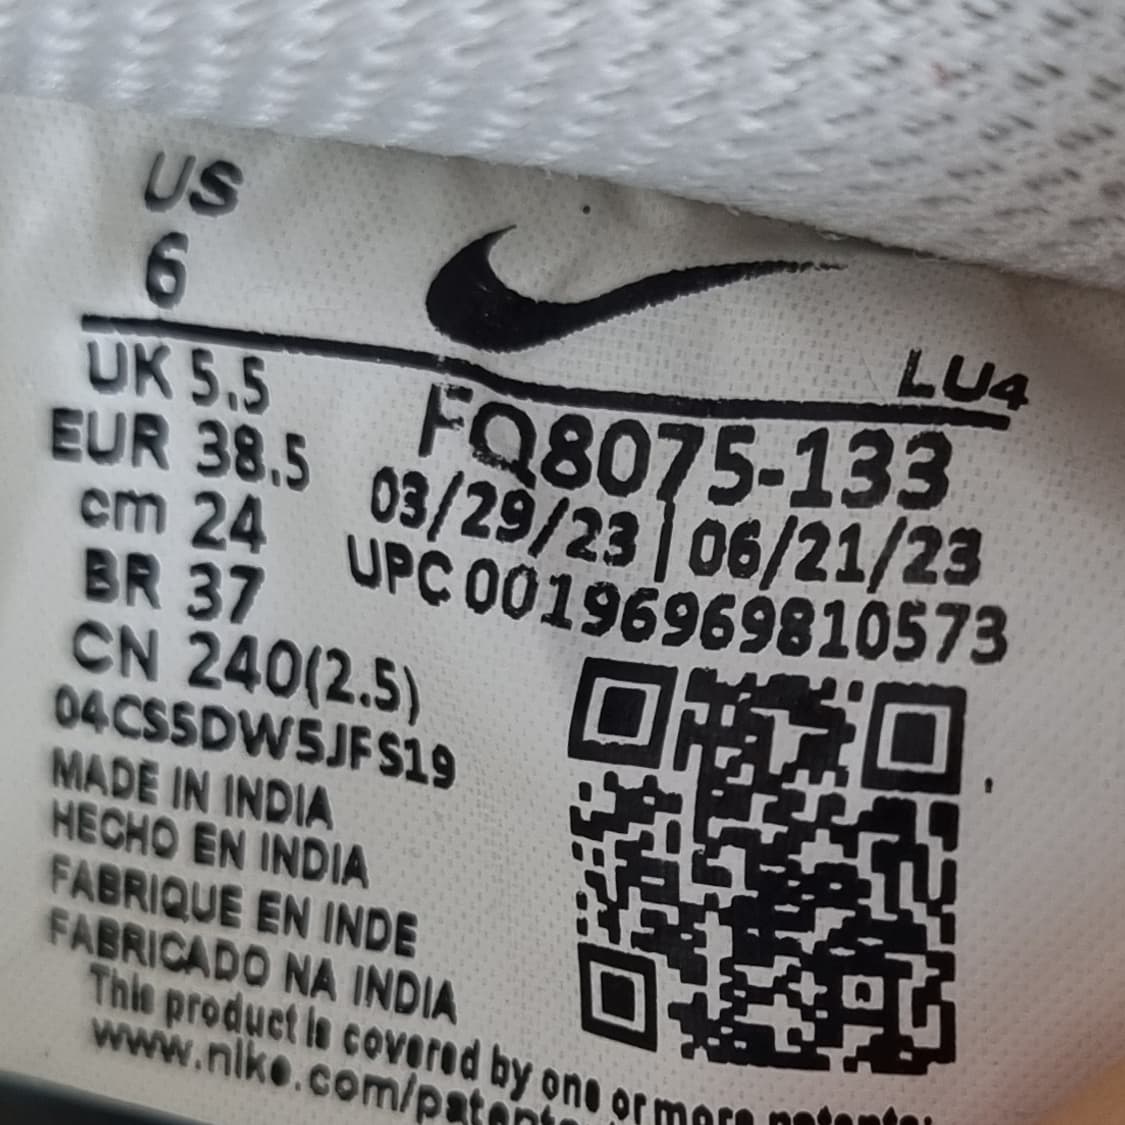 US
6
LU4
UK 5.5
EUR 38.5
cm 24
BR 37
CN 240(2.5)
04CS5DW5JFS19
FQ8075-133
03/29/23 | 06/21/23
UPC 00196969810573
MADE IN INDIA
HECHO EN INDIA
FABRIQUE EN INDE
FABRICADO NA INDIA
This product is covered by one or more patents:
www.nike.com/patents